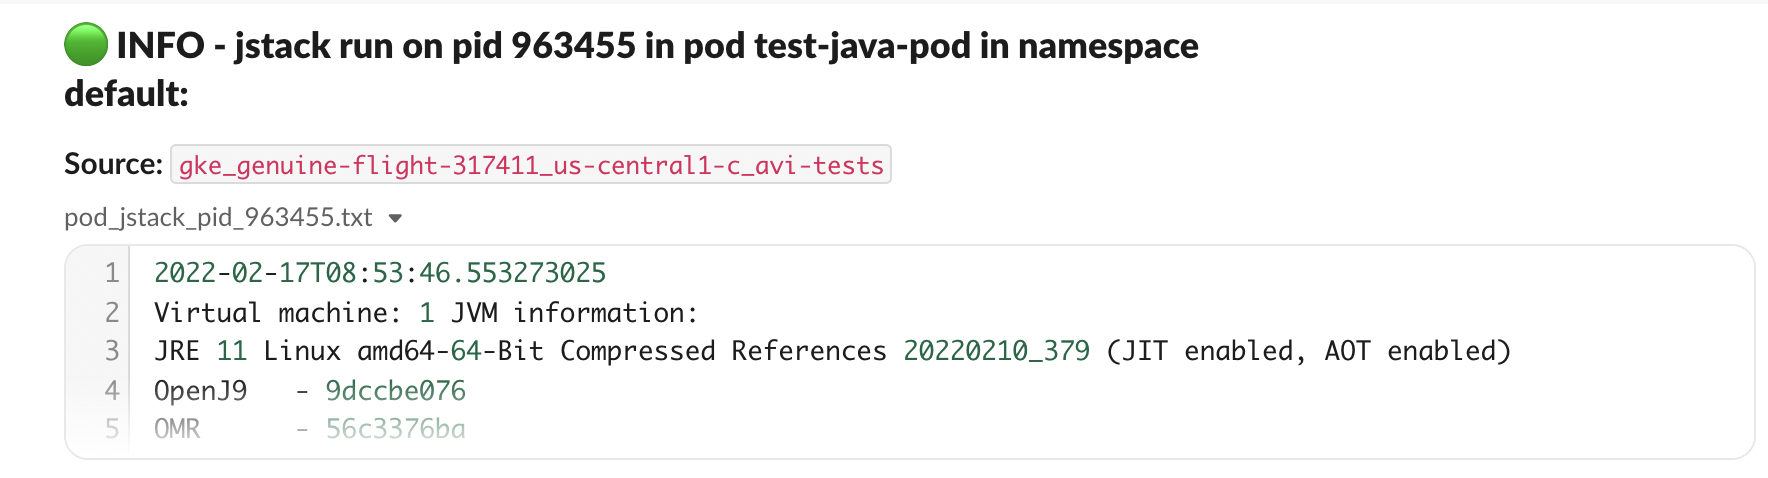 INFO - jstack run on pid 963455 in pod test-java-pod in namespace
default:
Source: gke_genuine-flight-317411_us-central1-c_avi-tests
pod_jstack_pid_963455.txt
1 2022-02-17T08:53:46.553273025
2 Virtual machine: 1 JVM information:
3 JRE 11 Linux amd64-64-Bit Compressed References 20220210_379 (JIT enabled, AOT enabled)
4 OpenJ9   - 9dccbe076
5 OMR      - 56c3376ba